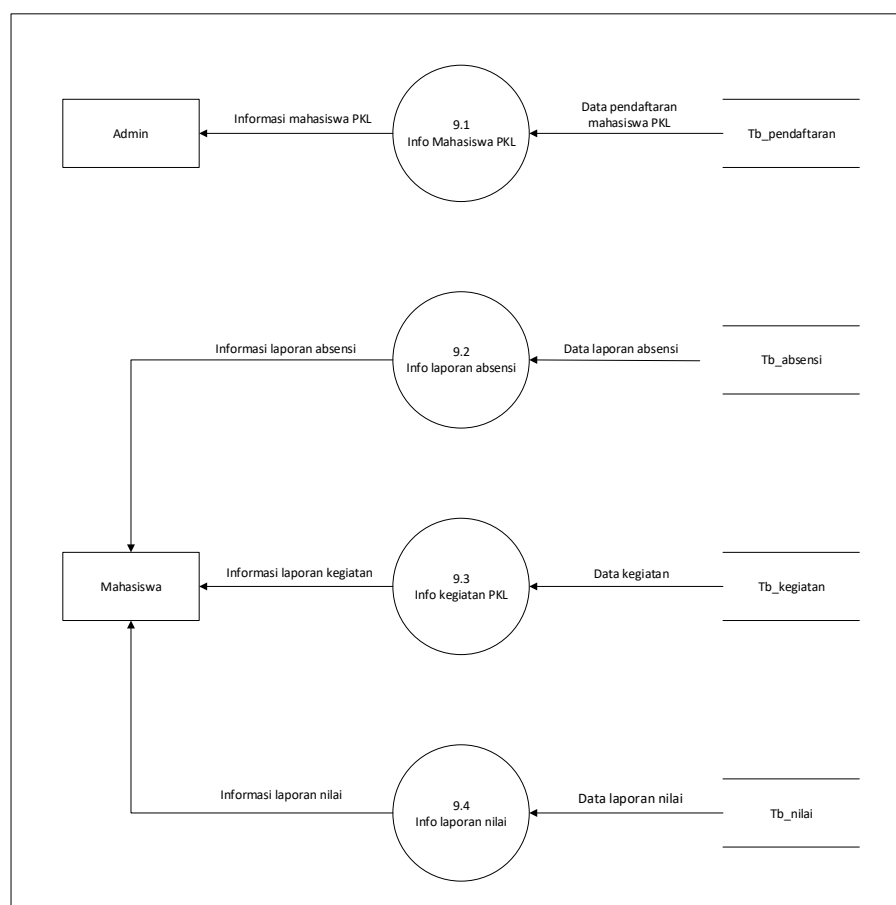 Admin
Informasi mahasiswa PKL
9.1
Info Mahasiswa PKL
Data pendaftaran
mahasiswa PKL
Tb_pendaftaran
Informasi laporan absensi
9.2
Info laporan absensi
Data laporan absensi
Tb_absensi
Mahasiswa
Informasi laporan kegiatan
9.3
Info kegiatan PKL
Data kegiatan
Tb_kegiatan
Informasi laporan nilai
9.4
Info laporan nilai
Data laporan nilai
Tb_nilai